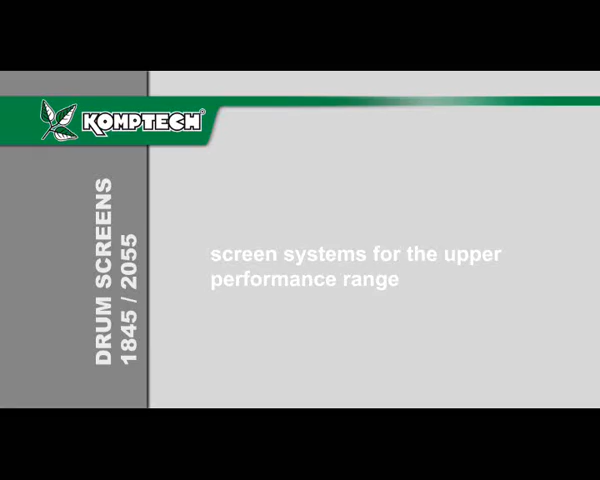 KOMPTECH®
DRUM SCREENS
1845 / 2055
screen systems for the upper
performance range